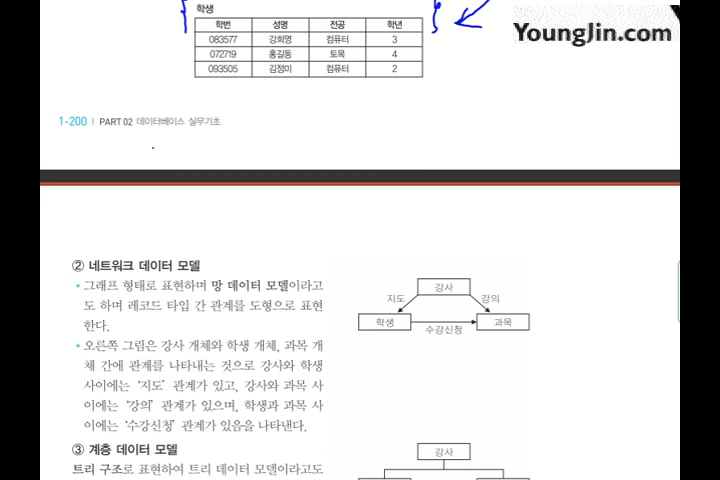 학생
학번 성명 전공 학년
083577 강희영 컴퓨터 3
072719 홍길동 토목 4
093505 김정미 컴퓨터 2
YoungJin.com
1-200 | PART 02 데이터베이스 실무기초
② 네트워크 데이터 모델
• 그래프 형태로 표현하며 망 데이터 모델이라고
도 하며 레코드 타입 간 관계를 도형으로 표현
한다.
• 오른쪽 그림은 강사 개체와 학생 개체, 과목 개
체 간에 관계를 나타내는 것으로 강사와 학생
사이에는 '지도' 관계가 있고, 강사와 과목 사
이에는 '강의' 관계가 있으며, 학생과 과목 사
이에는 '수강신청' 관계가 있음을 나타낸다.
강사
지도 강의
학생 과목
수강신청
③ 계층 데이터 모델
트리 구조로 표현하여 트리 데이터 모델이라고도
강사